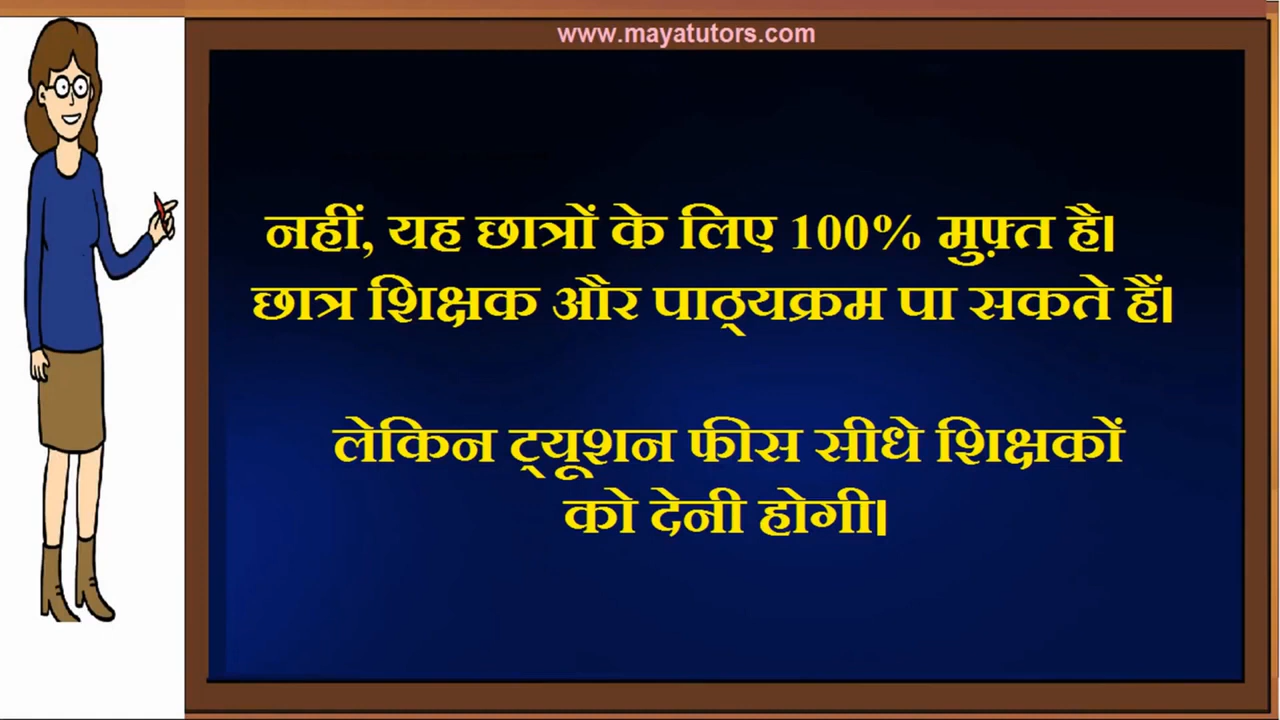 www.mayatutors.com
नहीं, यह छात्रों के लिए 100% मुफ़्त है।
छात्र शिक्षक और पाठ्यक्रम पा सकते हैं।
लेकिन ट्यूशन फीस सीधे शिक्षकों
को देनी होगी।